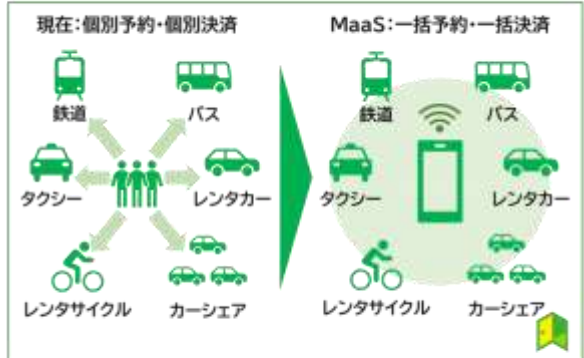 現在:個別予約・個別決済
鉄道
バス
タクシー
レンタカー
レンタサイクル
カーシェア
MaaS:一括予約・一括決済
鉄道
バス
タクシー
レンタカー
レンタサイクル
カーシェア